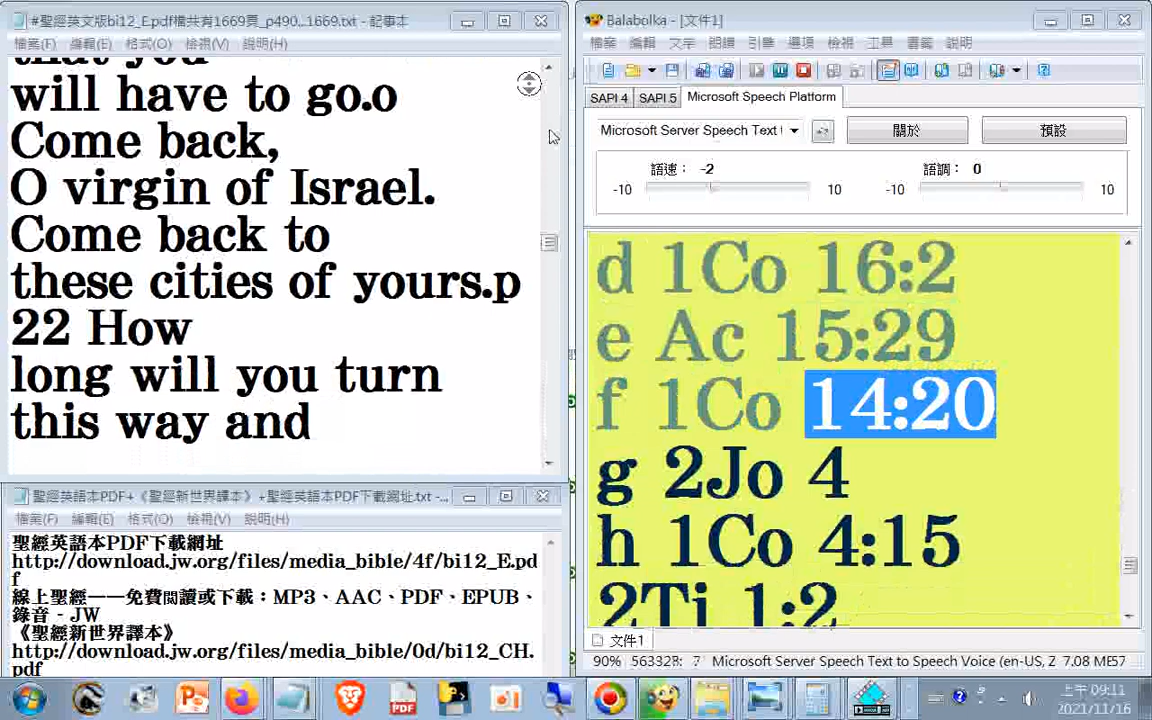 #聖經英文版bi12_E.pdf檔共有1669頁_p490...1669.txt - 記事本
檔案(F) 編輯(E) 格式(O) 檢視(V) 說明(H)
that you
will have to go.o
Come back,
O virgin of Israel.
Come back to
these cities of yours.p
22 How
long will you turn
this way and
聖經英語本PDF+《聖經新世界譯本》+聖經英語本PDF下載網址.txt - ...
檔案(F) 編輯(E) 格式(O) 檢視(V) 說明(H)
聖經英語本PDF下載網址
http://download.jw.org/files/media_bible/4f/bi12_E.pd
f
線上聖經——免費閱讀或下載：MP3、AAC、PDF、EPUB、
錄音 - JW
《聖經新世界譯本》
http://download.jw.org/files/media_bible/0d/bi12_CH.
pdf
Balabolka - [文件1]
檔案 編輯 文字 朗讀 引擎 選項 檢視 工具 書籤 說明
SAPI 4 SAPI 5 Microsoft Speech Platform
Microsoft Server Speech Text 關於 預設
語速： -2 語調： 0
-10 10 -10 10
d 1Co 16:2
e Ac 15:29
f 1Co 14:20
g 2Jo 4
h 1Co 4:15
2Ti 1:2
文件1
90% Microsoft Server Speech Text to Speech Voice (en-US, Z 7.08 ME
上午 09:11
2021/11/16